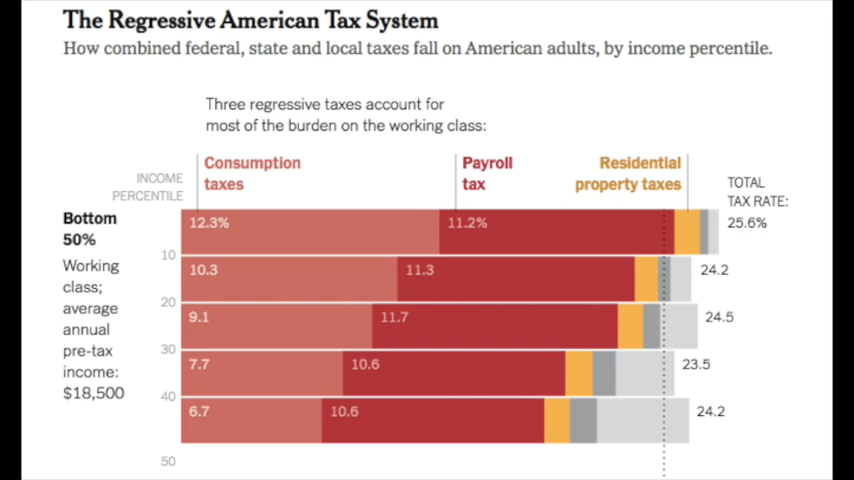 The Regressive American Tax System
How combined federal, state and local taxes fall on American adults, by income percentile.
Three regressive taxes account for
most of the burden on the working class:
INCOME
PERCENTILE
Consumption
taxes
Payroll
tax
Residential
property taxes
TOTAL
TAX RATE:
Bottom
50%
Working
class;
average
annual
pre-tax
income:
$18,500
12.3% 11.2% 25.6%
10
10.3 11.3 24.2
20
9.1 11.7 24.5
30
7.7 10.6 23.5
40
6.7 10.6 24.2
50